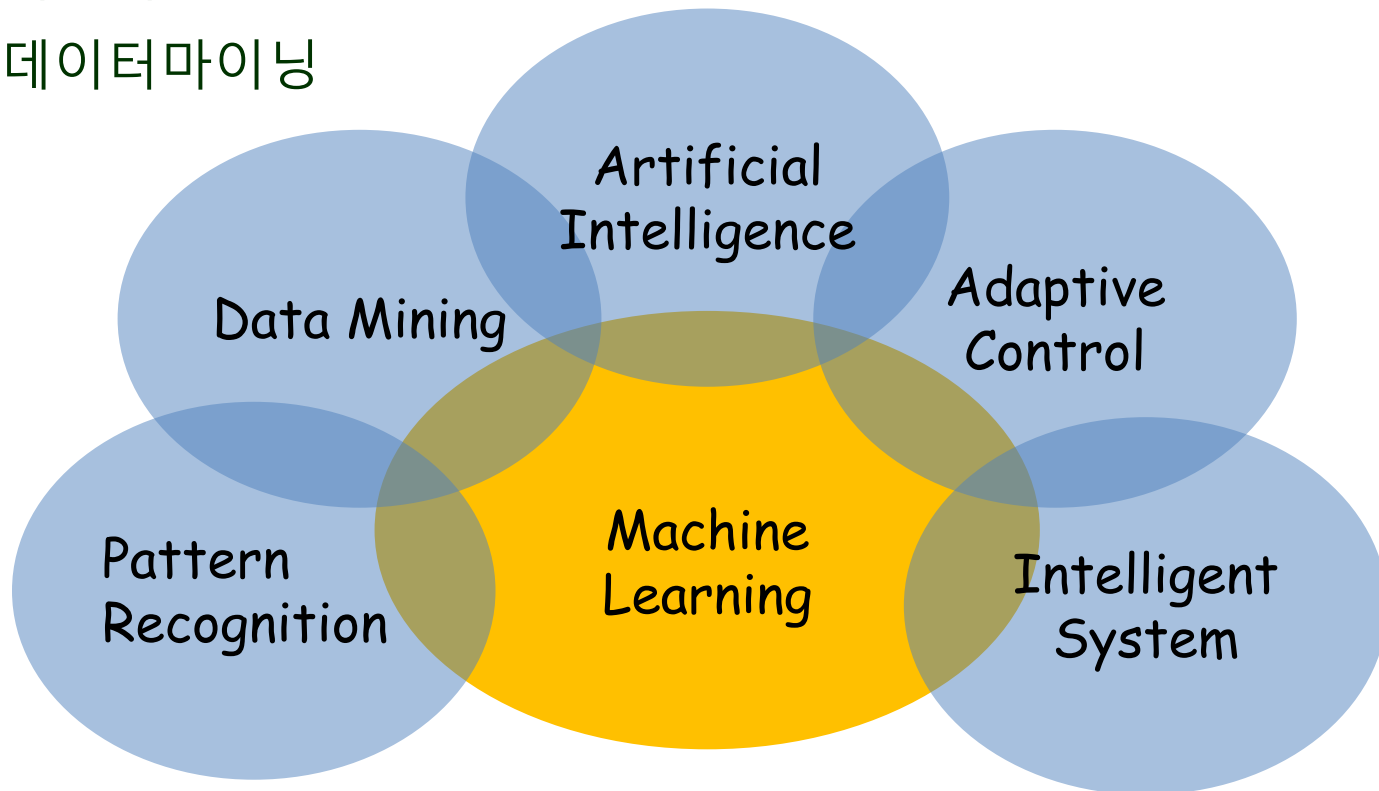 데이터마이닝
Artificial
Intelligence
Data Mining
Adaptive
Control
Pattern
Recognition
Machine
Learning
Intelligent
System